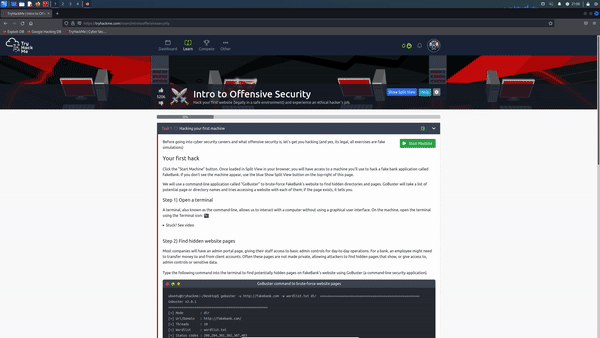 TryHackMe | Intro to Off
https://tryhackme.com
Exploit-DB
Google Hacking DB
TryHackMe | Cyber Sec...
Try
Hack
Me
Dashboard
Learn
Compete
Other
Intro to Offensive Security
Hack your first website (legally in a safe environment) and experience an ethical hacker's job.
Show Split View
Help
Task 1
Hacking your first machine
Before going into cyber security careers and what offensive security is, let's get you hacking (and yes, its legal, all exercises are fake
simulations)
Start Machine
Your first hack
Click the "Start Machine" button. Once loaded in Split View in your browser, you will have access to a machine you'll use to hack a fake bank application called
FakeBank. If you don't see the machine appear, use the blue Show Split View button on the top-right of this page.
We will use a command-line application called "GoBuster" to brute-force FakeBank's website to find hidden directories and pages. GoBuster will take a list of
potential page or directory names and tries accessing a website with each of them; if the page exists, it tells you.
Step 1) Open a terminal
A terminal, also known as the command-line, allows us to interact with a computer without using a graphical user interface. On the machine, open the terminal
using the Terminal icon:
Stuck? See video
Step 2) Find hidden website pages
Most companies will have an admin portal page, giving their staff access to basic admin controls for day-to-day operations. For a bank, an employee might need
to transfer money to and from client accounts. Often these pages are not made private, allowing attackers to find hidden pages that show, or give access to,
admin controls or sensitive data.
Type the following command into the terminal to find potentially hidden pages on FakeBank's website using GoBuster (a command-line security application).
GoBuster command to brute-force website pages
ubuntu@tryhackme:~/Desktop$ gobuster -u http://fakebank.com -w wordlist.txt dir
Gobuster v2.0.1
[+] Mode : dir
[+] Url/Domain : http://fakebank.com/
[+] Threads : 10
[+] Wordlist : wordlist.txt
[+] Status codes : 200,204,301,302,307,403